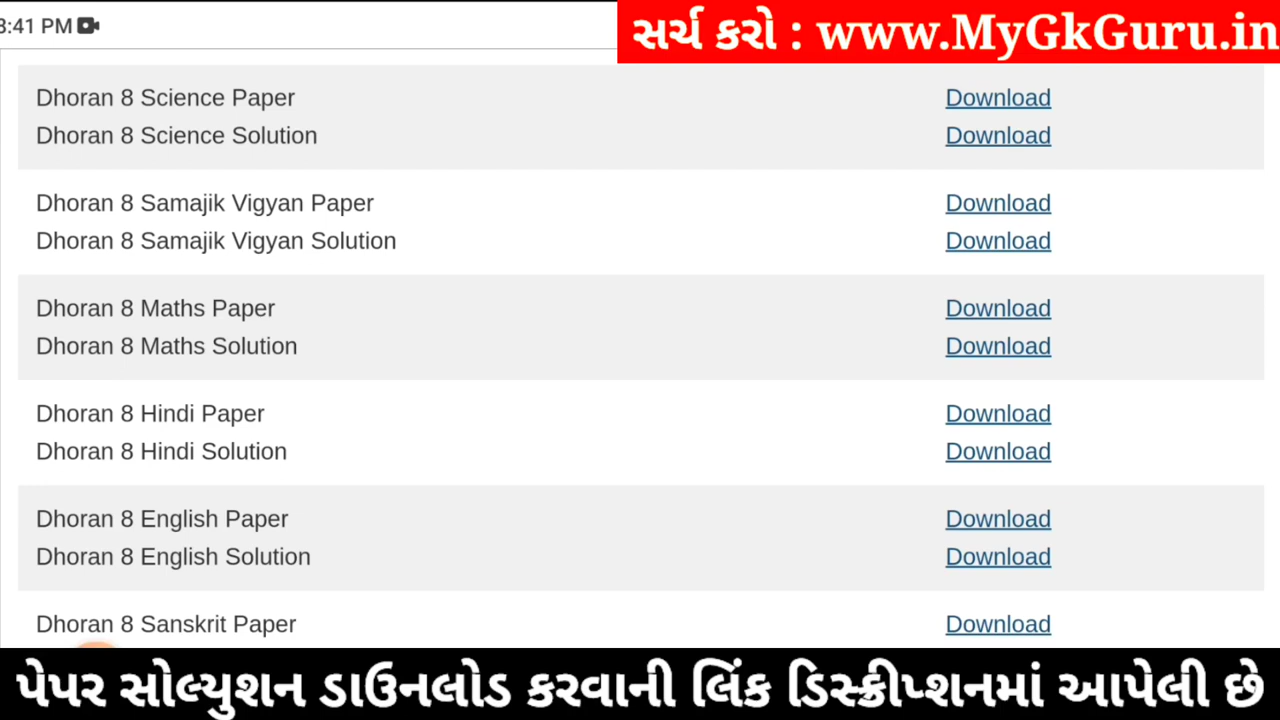 8:41 PM
સર્ચ કરો : www.MyGkGuru.in
Dhoran 8 Science Paper Download
Dhoran 8 Science Solution Download
Dhoran 8 Samajik Vigyan Paper Download
Dhoran 8 Samajik Vigyan Solution Download
Dhoran 8 Maths Paper Download
Dhoran 8 Maths Solution Download
Dhoran 8 Hindi Paper Download
Dhoran 8 Hindi Solution Download
Dhoran 8 English Paper Download
Dhoran 8 English Solution Download
Dhoran 8 Sanskrit Paper Download
પેપર સોલ્યુશન ડાઉનલોડ કરવાની લિંક ડિસ્ક્રીપ્શનમાં આપેલી છે